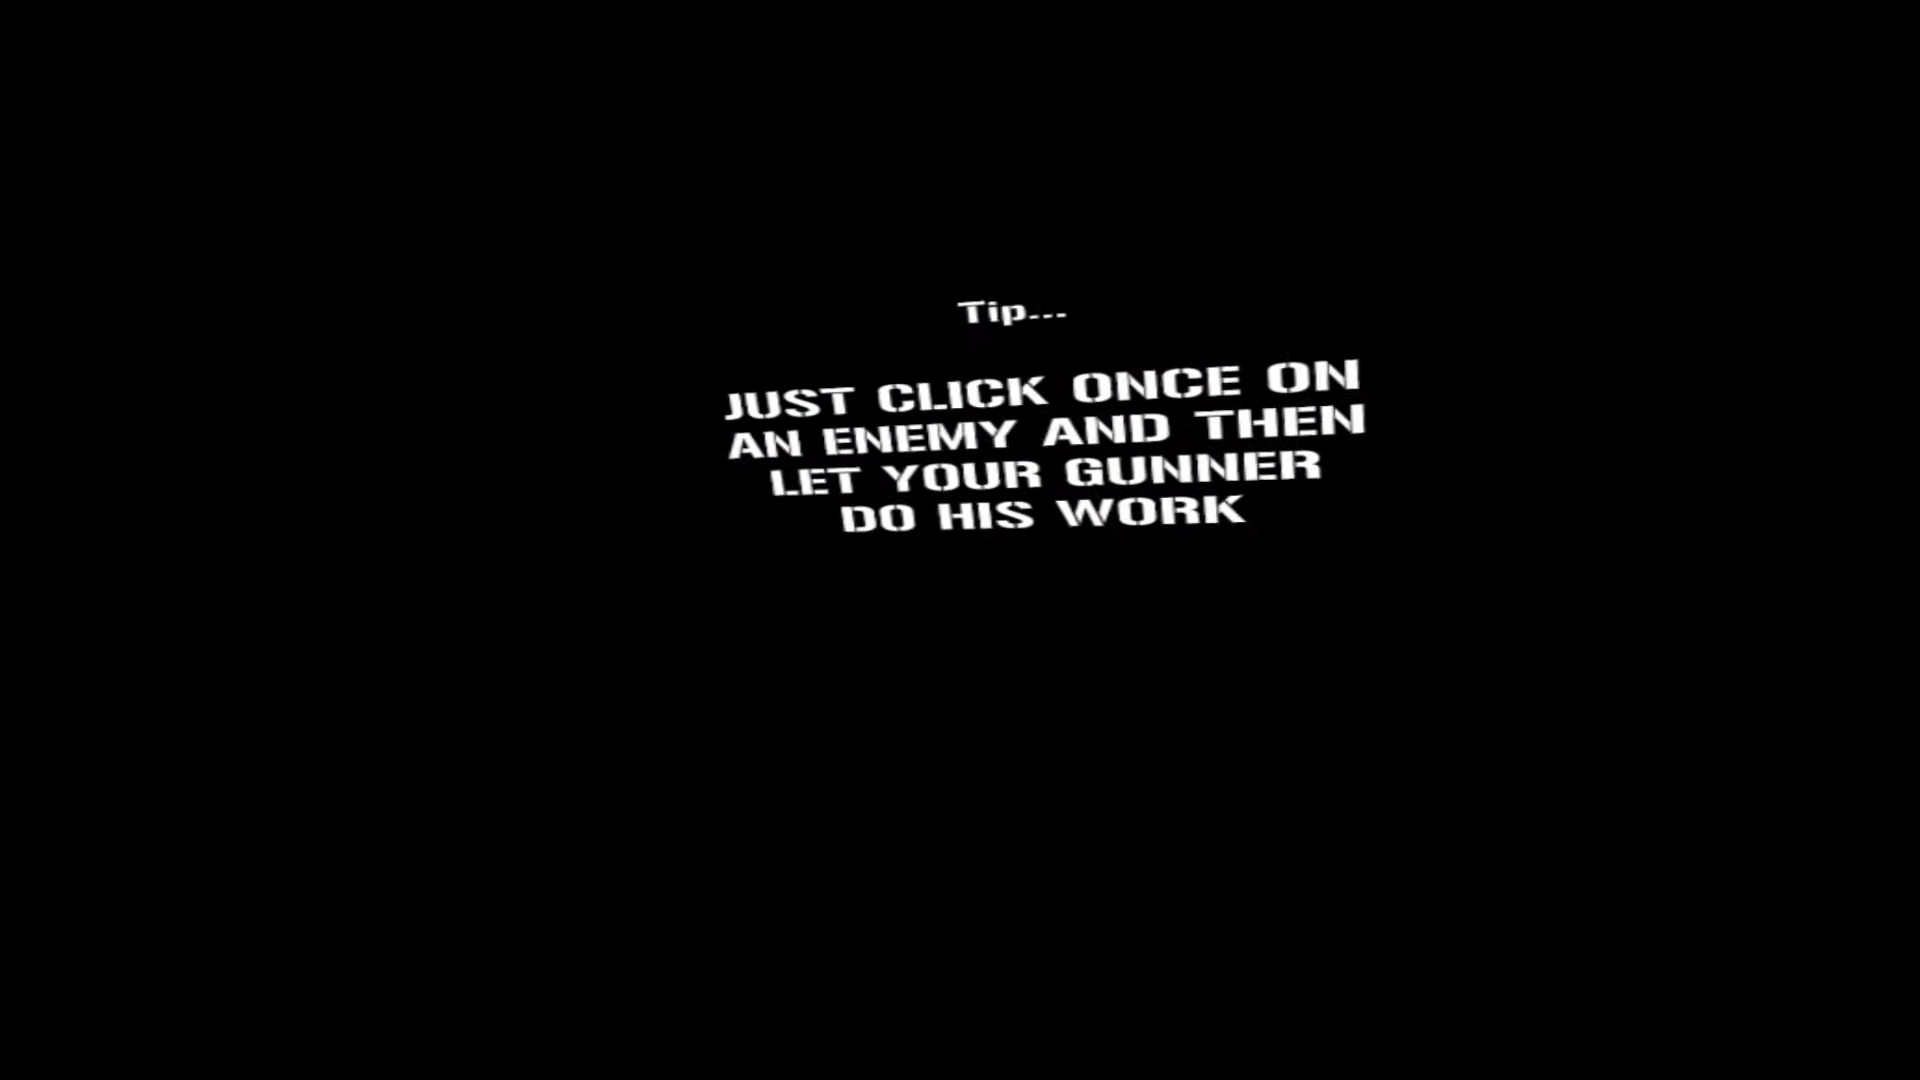 Tip...
JUST CLICK ONCE ON
AN ENEMY AND THEN
LET YOUR GUNNER
DO HIS WORK